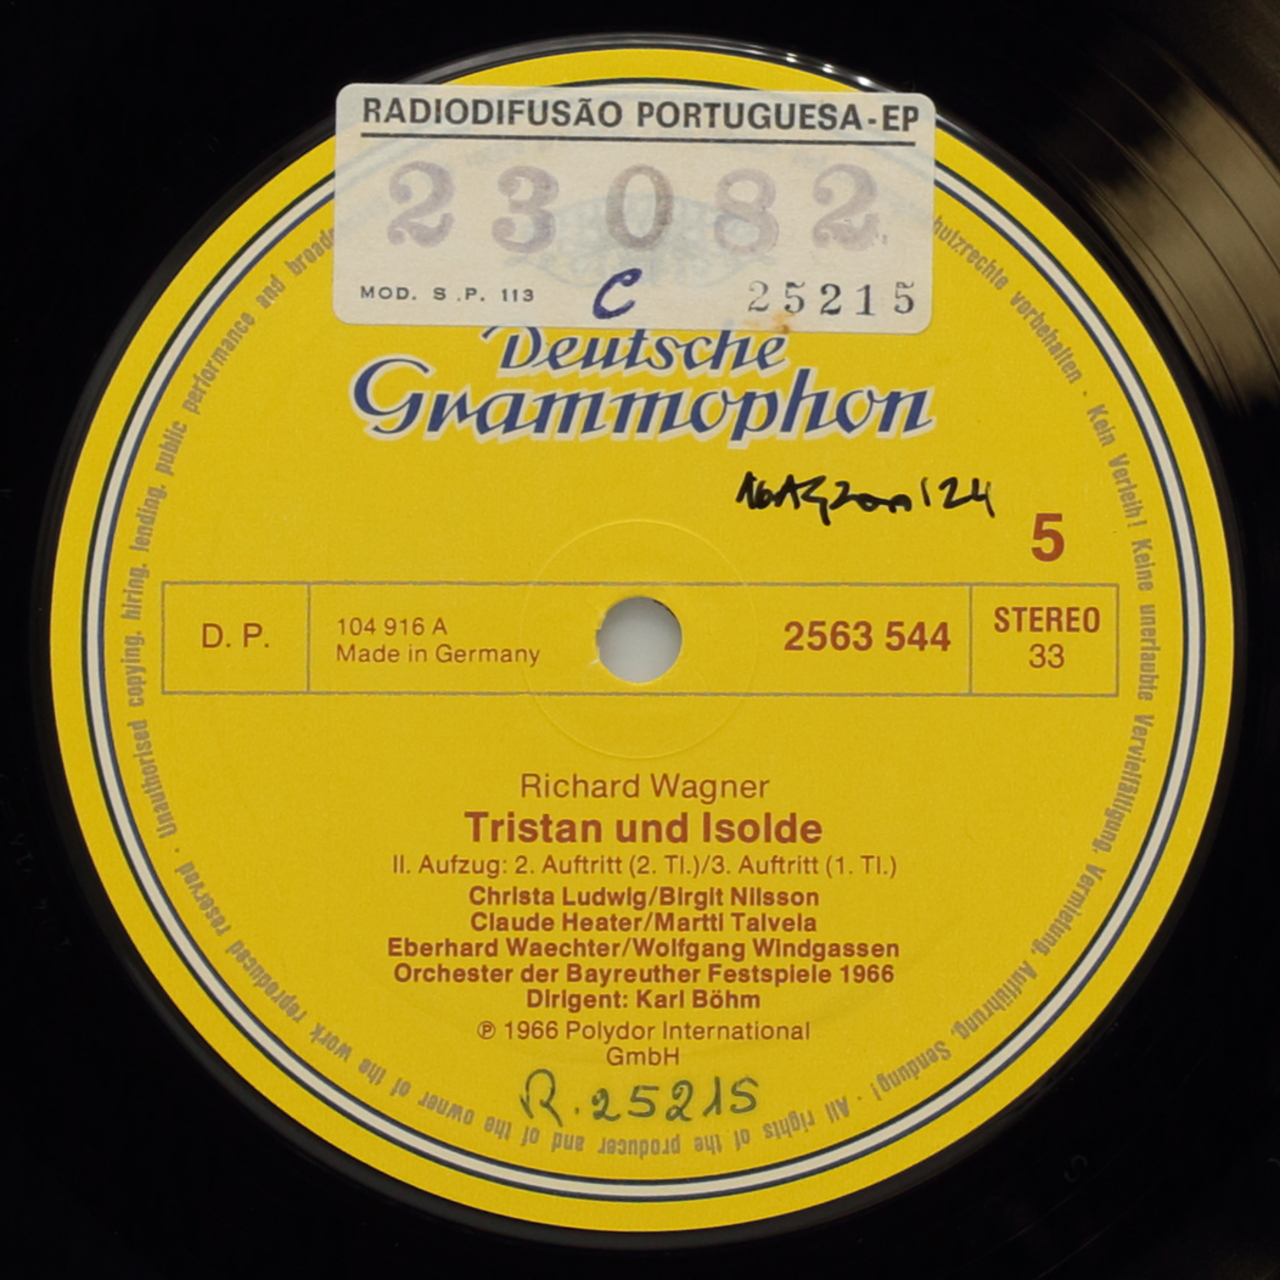 RADIODIFUSÃO PORTUGUESA-EP
23082
MOD. S.P. 113 C 25215
Deutsche
Grammophon
5
D. P.
104 916 A
Made in Germany
2563 544
STEREO
33
Richard Wagner
Tristan und Isolde
II. Aufzug: 2. Auftritt (2. Tl.)/3. Auftritt (1. Tl.)
Christa Ludwig/Birgit Nilsson
Claude Heater/Martti Talvela
Eberhard Waechter/Wolfgang Windgassen
Orchester der Bayreuther Festspiele 1966
Dirigent: Karl Böhm
℗ 1966 Polydor International
GmbH
R.25215
hutzrechte vorbehalten · Kein Verleih! Keine unerlaubte Vervielfältigung, Vermietung, Aufführung, Sendung! · All rights of the producer and of the owner of the work reproduced reserved · Unauthorised copying, hiring, lending, public performance and broad